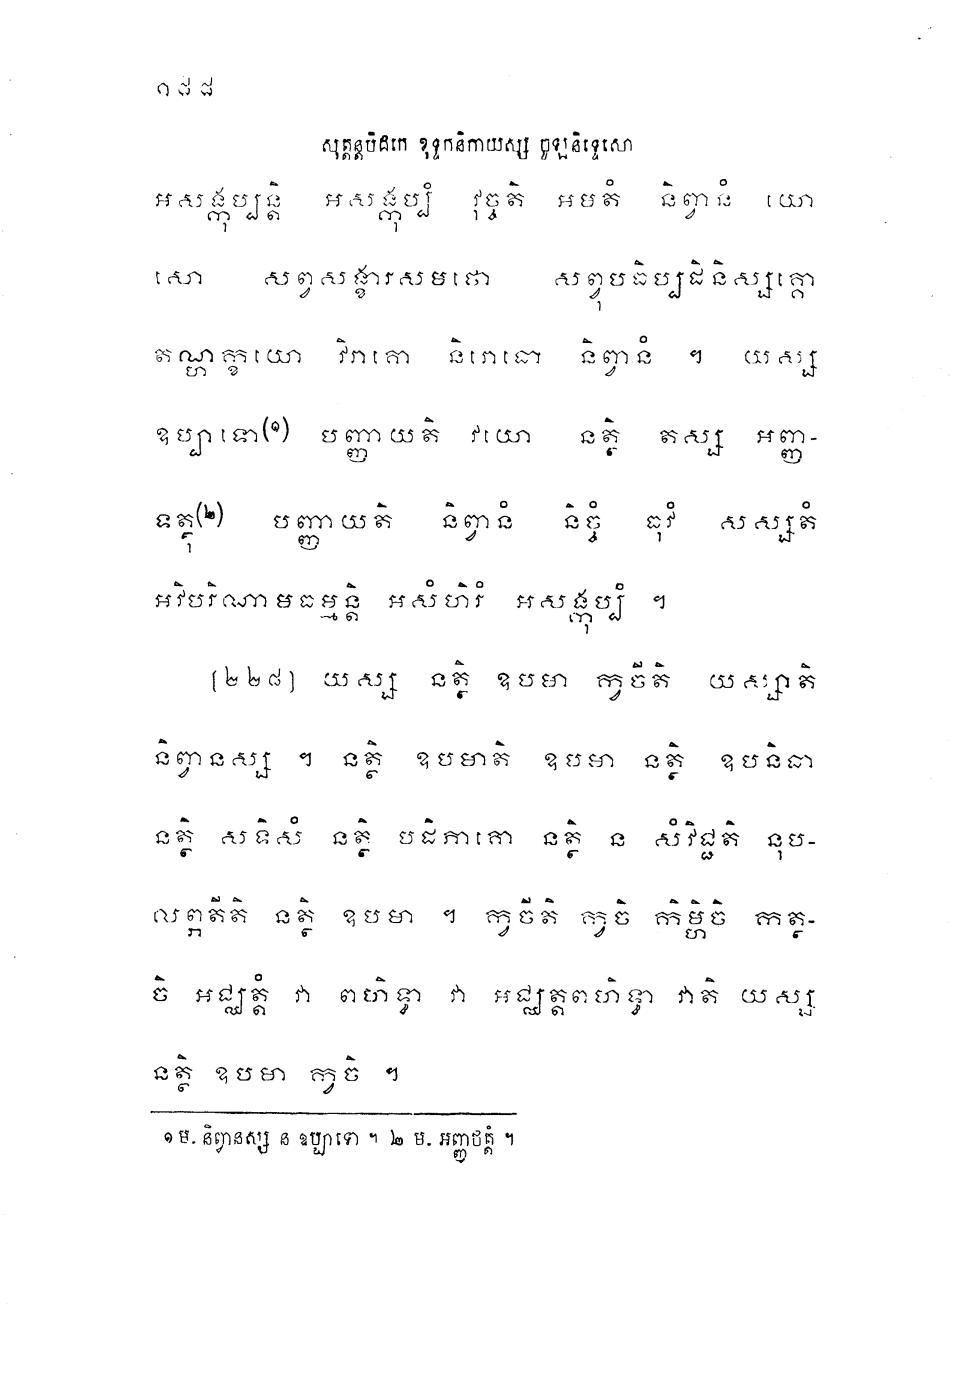 ១៨៨
សុត្តន្តបិដកេ ខុទ្ទកនិកាយស្ស ចូឡនិទ្ទេសោ
អសង្កុប្បន្តិ អសង្កុប្បំ វុច្ចតិ អមតំ និព្វានំ យោ
សោ សព្វសង្ខារសមថោ សព្វុបធិប្បដិនិស្សគ្គោ
តណ្ហក្ខយោ វិរាគោ និរោធោ និព្វានំ ។ យស្ស
ឧប្បាទោ(១) បញ្ញាយតិ វយោ នត្ថិ តស្ស អញ្ញ-
ទត្ថុ(២) បញ្ញាយតិ និព្វានំ និច្ចំ ធុវំ សស្សតំ
អវិបរិណាមធម្មន្តិ អសំហិរំ អសង្កុប្បំ ។
[២២៨] យស្ស នត្ថិ ឧបមា ក្វចីតិ យស្សាតិ
និព្វានស្ស ។ នត្ថិ ឧបមាតិ ឧបមា នត្ថិ ឧបនិធា
នត្ថិ សទិសំ នត្ថិ បដិភាគោ នត្ថិ ន សំវិជ្ជតិ នុប-
លព្ភតីតិ នត្ថិ ឧបមា ។ ក្វចីតិ ក្វចិ កិម្ហិចិ កត្ថ-
ចិ អជ្ឈត្តំ វា ពហិទ្ធា វា អជ្ឈត្តពហិទ្ធា វាតិ យស្ស
នត្ថិ ឧបមា ក្វចិ ។
១ ម. និព្វានស្ស ន ឧប្បាទោ ។ ២ ម. អញ្ញថត្តំ ។